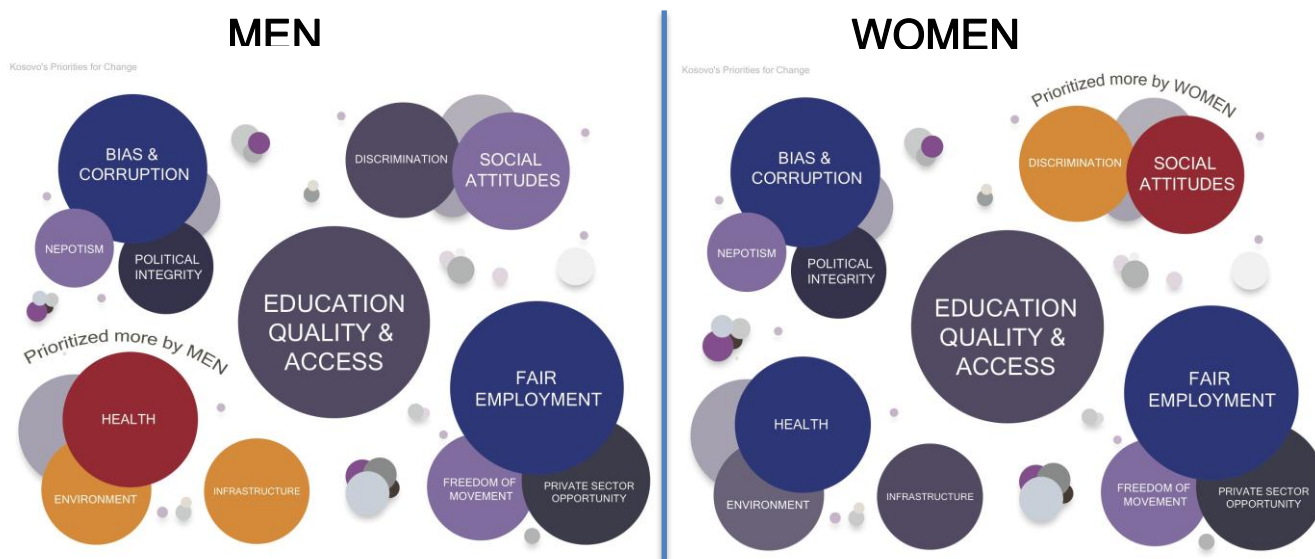 MEN
Kosovo's Priorities for Change
BIAS &
CORRUPTION
DISCRIMINATION
SOCIAL
ATTITUDES
NEPOTISM
POLITICAL
INTEGRITY
EDUCATION
QUALITY &
ACCESS
Prioritized more by MEN
HEALTH
FAIR
EMPLOYMENT
ENVIRONMENT
INFRASTRUCTURE
FREEDOM OF
MOVEMENT
PRIVATE SECTOR
OPPORTUNITY
WOMEN
Kosovo's Priorities for Change
Prioritized more by WOMEN
BIAS &
CORRUPTION
DISCRIMINATION
SOCIAL
ATTITUDES
NEPOTISM
POLITICAL
INTEGRITY
EDUCATION
QUALITY &
ACCESS
HEALTH
FAIR
EMPLOYMENT
ENVIRONMENT
INFRASTRUCTURE
FREEDOM OF
MOVEMENT
PRIVATE SECTOR
OPPORTUNITY